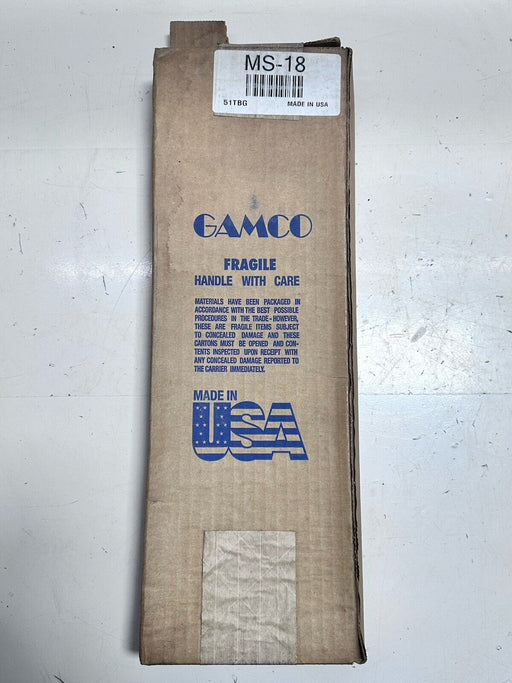 MS-18
51TBG MADE IN USA
GAMCO
FRAGILE
HANDLE WITH CARE
MATERIALS HAVE BEEN PACKAGED IN
ACCORDANCE WITH THE BEST POSSIBLE
PROCEDURES IN THE TRADE-HOWEVER,
THESE ARE FRAGILE ITEMS SUBJECT
TO CONCEALED DAMAGE AND THESE
CARTONS MUST BE OPENED AND CON-
TENTS INSPECTED UPON RECEIPT WITH
ANY CONCEALED DAMAGE REPORTED TO
THE CARRIER IMMEDIATELY.
MADE IN
USA